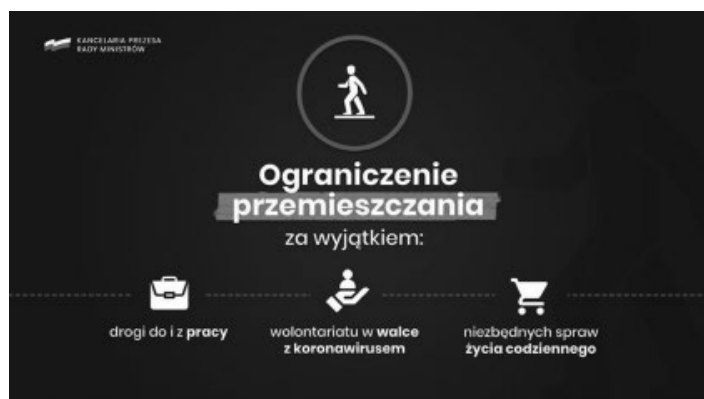 KANCELARIA PREZESA
RADY MINISTRÓW
Ograniczenie
przemieszczania
za wyjątkiem:
drogi do i z pracy
wolontariatu w walce
z koronawirusem
niezbędnych spraw
życia codziennego